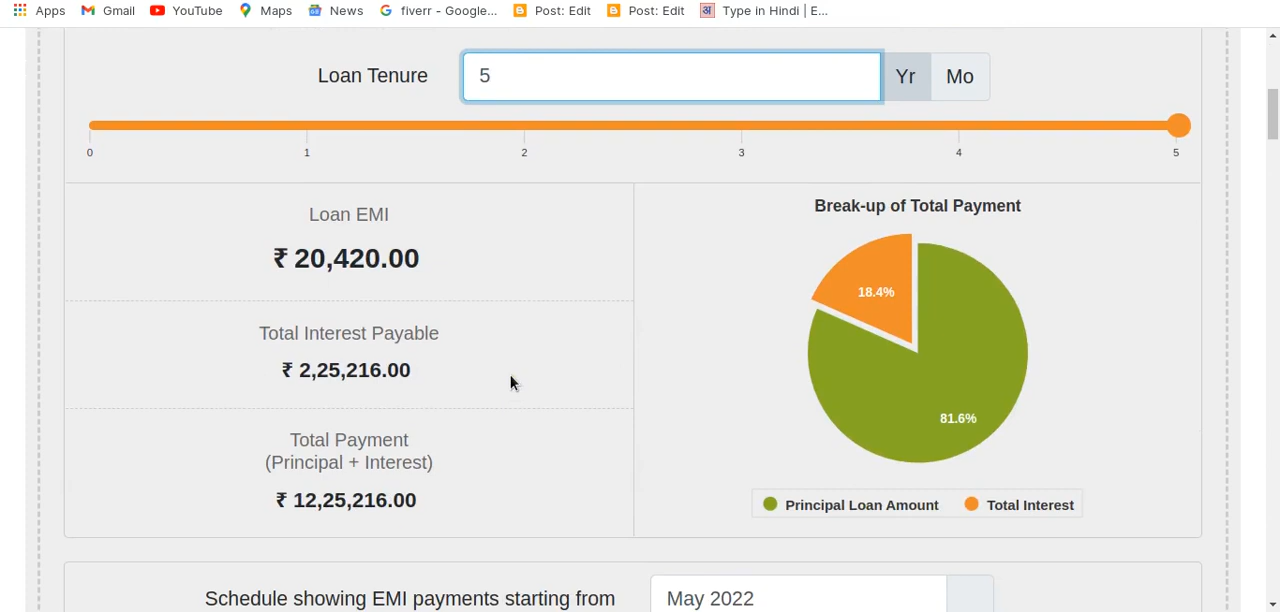 Apps Gmail YouTube Maps News fiverr - Google... Post: Edit Post: Edit अ Type in Hindi | E...
Loan Tenure 5 Yr Mo
0 1 2 3 4 5
Loan EMI
₹ 20,420.00
Total Interest Payable
₹ 2,25,216.00
Total Payment
(Principal + Interest)
₹ 12,25,216.00
Break-up of Total Payment
18.4%
81.6%
Principal Loan Amount Total Interest
Schedule showing EMI payments starting from May 2022